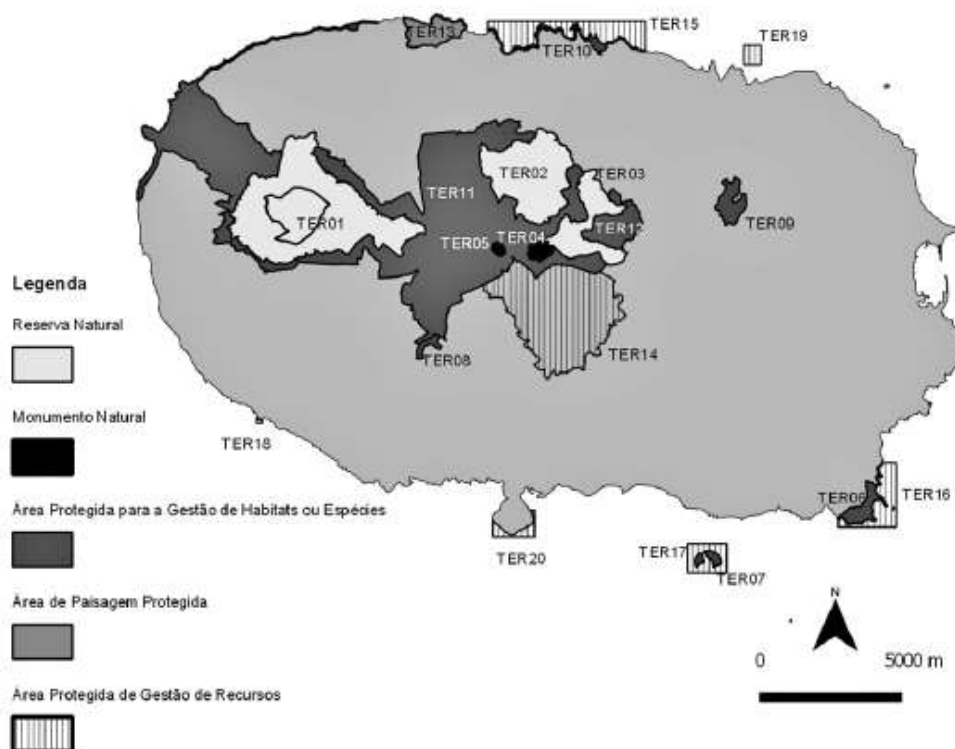 TER15
TER13
TER10
TER19
TER02
TER03
TER11
TER01
TER05
TER04
TER12
TER09
Legenda
Reserva Natural
TER14
TER08
Monumento Natural
TER18
TER06
TER16
Área Protegida para a Gestão de Habitats ou Espécies
TER20
TER17
TER07
Área de Paisagem Protegida
N
0 5000 m
Área Protegida de Gestão de Recursos